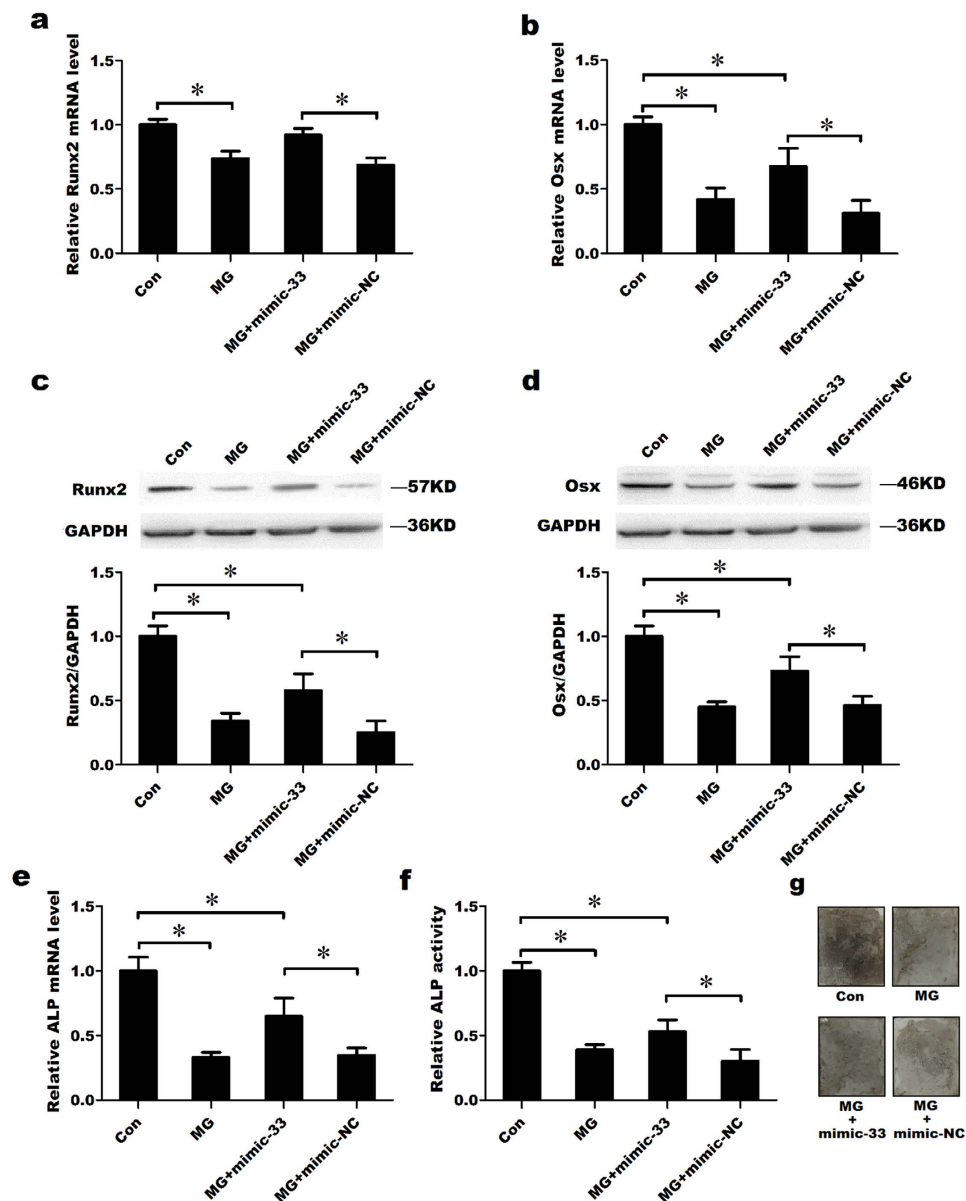 a
Relative Runx2 mRNA level
1.5
1.0
0.5
0.0
*
*
Con
MG
MG+mimic-33
MG+mimic-NC
b
Relative Osx mRNA level
1.5
1.0
0.5
0.0
*
*
*
Con
MG
MG+mimic-33
MG+mimic-NC
c
Con
MG
MG+mimic-33
MG+mimic-NC
Runx2 —57KD
GAPDH —36KD
Runx2/GAPDH
1.5
1.0
0.5
0.0
*
*
*
Con
MG
MG+mimic-33
MG+mimic-NC
d
Con
MG
MG+mimic-33
MG+mimic-NC
Osx —46KD
GAPDH —36KD
Osx/GAPDH
1.5
1.0
0.5
0.0
*
*
*
Con
MG
MG+mimic-33
MG+mimic-NC
e
Relative ALP mRNA level
1.5
1.0
0.5
0.0
*
*
*
Con
MG
MG+mimic-33
MG+mimic-NC
f
Relative ALP activity
1.5
1.0
0.5
0.0
*
*
*
Con
MG
MG+mimic-33
MG+mimic-NC
g
Con
MG
MG
+
mimic-33
MG
+
mimic-NC